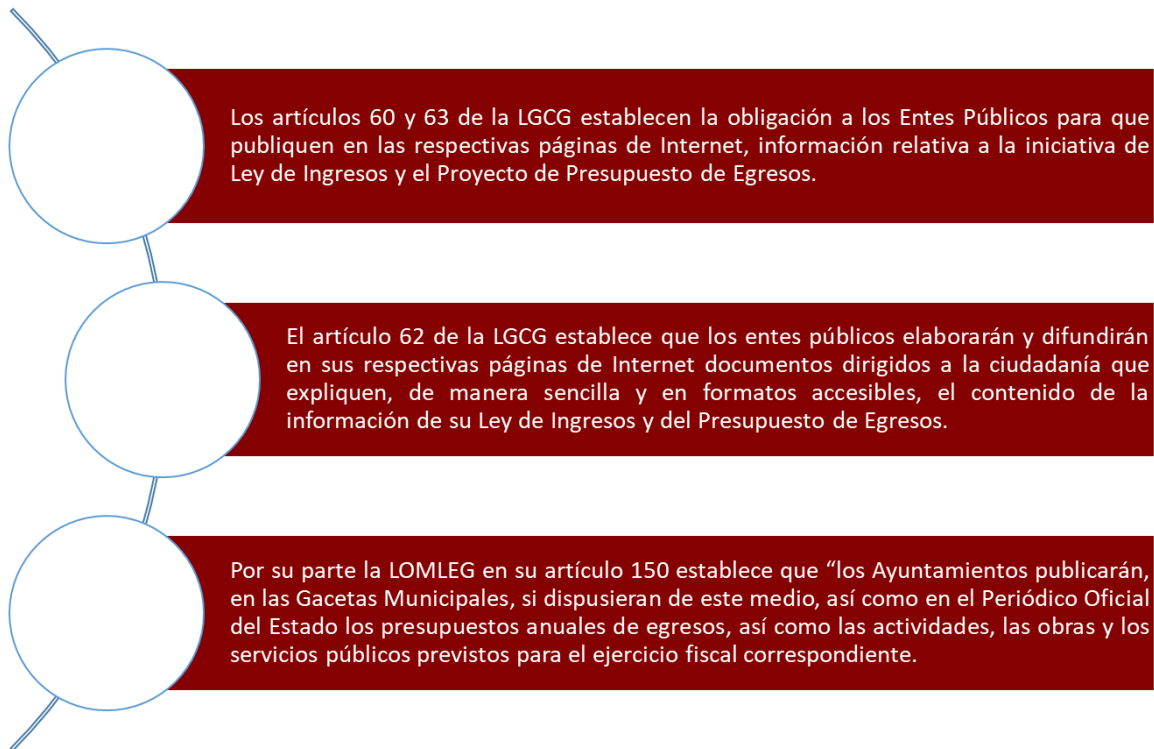 Los artículos 60 y 63 de la LGCG establecen la obligación a los Entes Públicos para que
publiquen en las respectivas páginas de Internet, información relativa a la iniciativa de
Ley de Ingresos y el Proyecto de Presupuesto de Egresos.
El artículo 62 de la LGCG establece que los entes públicos elaborarán y difundirán
en sus respectivas páginas de Internet documentos dirigidos a la ciudadanía que
expliquen, de manera sencilla y en formatos accesibles, el contenido de la
información de su Ley de Ingresos y del Presupuesto de Egresos.
Por su parte la LOMLEG en su artículo 150 establece que “los Ayuntamientos publicarán,
en las Gacetas Municipales, si dispusieran de este medio, así como en el Periódico Oficial
del Estado los presupuestos anuales de egresos, así como las actividades, las obras y los
servicios públicos previstos para el ejercicio fiscal correspondiente.